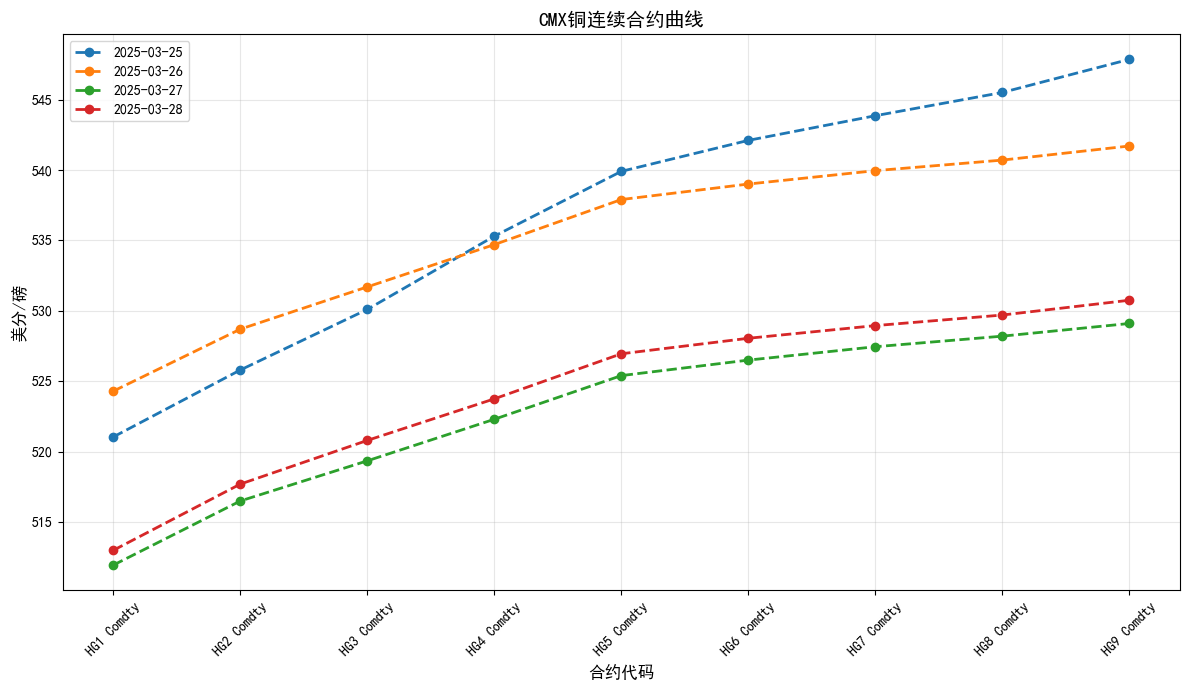 CMX铜连续合约曲线
2025-03-25
2025-03-26
2025-03-27
2025-03-28
美分/磅
545
540
535
530
525
520
515
HG1 Comdty
HG2 Comdty
HG3 Comdty
HG4 Comdty
HG5 Comdty
HG6 Comdty
HG7 Comdty
HG8 Comdty
HG9 Comdty
合约代码